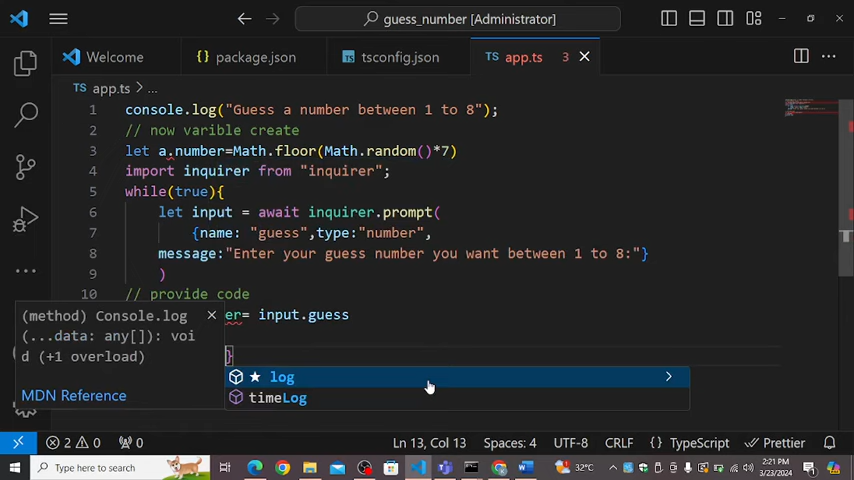 guess_number [Administrator]
Welcome
package.json
tsconfig.json
TS app.ts 3
TS app.ts > ...
1 console.log("Guess a number between 1 to 8");
2 // now varible create
3 let a.number=Math.floor(Math.random()*7)
4 import inquirer from "inquirer";
5 while(true){
6 let input = await inquirer.prompt(
7 {name: "guess",type:"number",
8 message:"Enter your guess number you want between 1 to 8:"}
9 )
10 // provide code
er= input.guess
}
(method) Console.log
(...data: any[]): voi
d (+1 overload)
MDN Reference
log
timeLog
2 0 0
Ln 13, Col 13
Spaces: 4
UTF-8
CRLF
{} TypeScript
Prettier
Type here to search
32°C
2:21 PM
3/23/2024